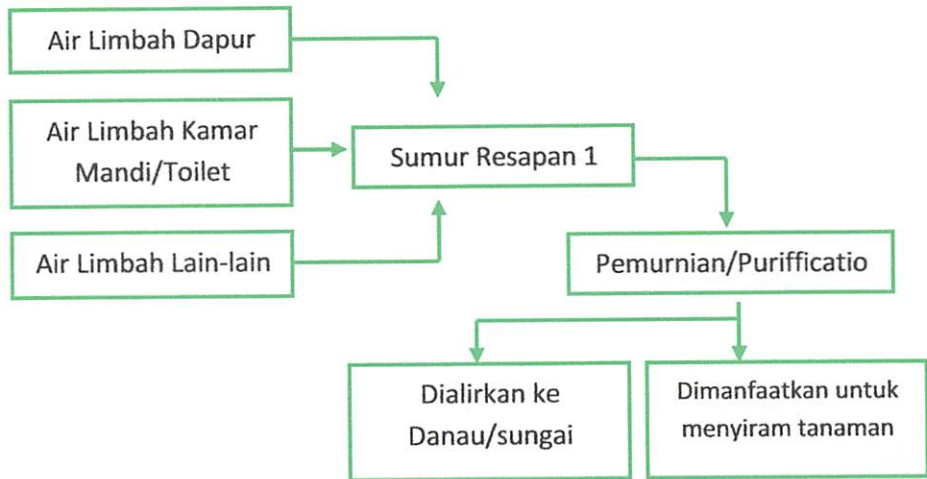 Air Limbah Dapur
Air Limbah Kamar
Mandi/Toilet
Sumur Resapan 1
Air Limbah Lain-lain
Pemurnian/Purifficatio
Dialirkan ke
Danau/sungai
Dimanfaatkan untuk
menyiram tanaman